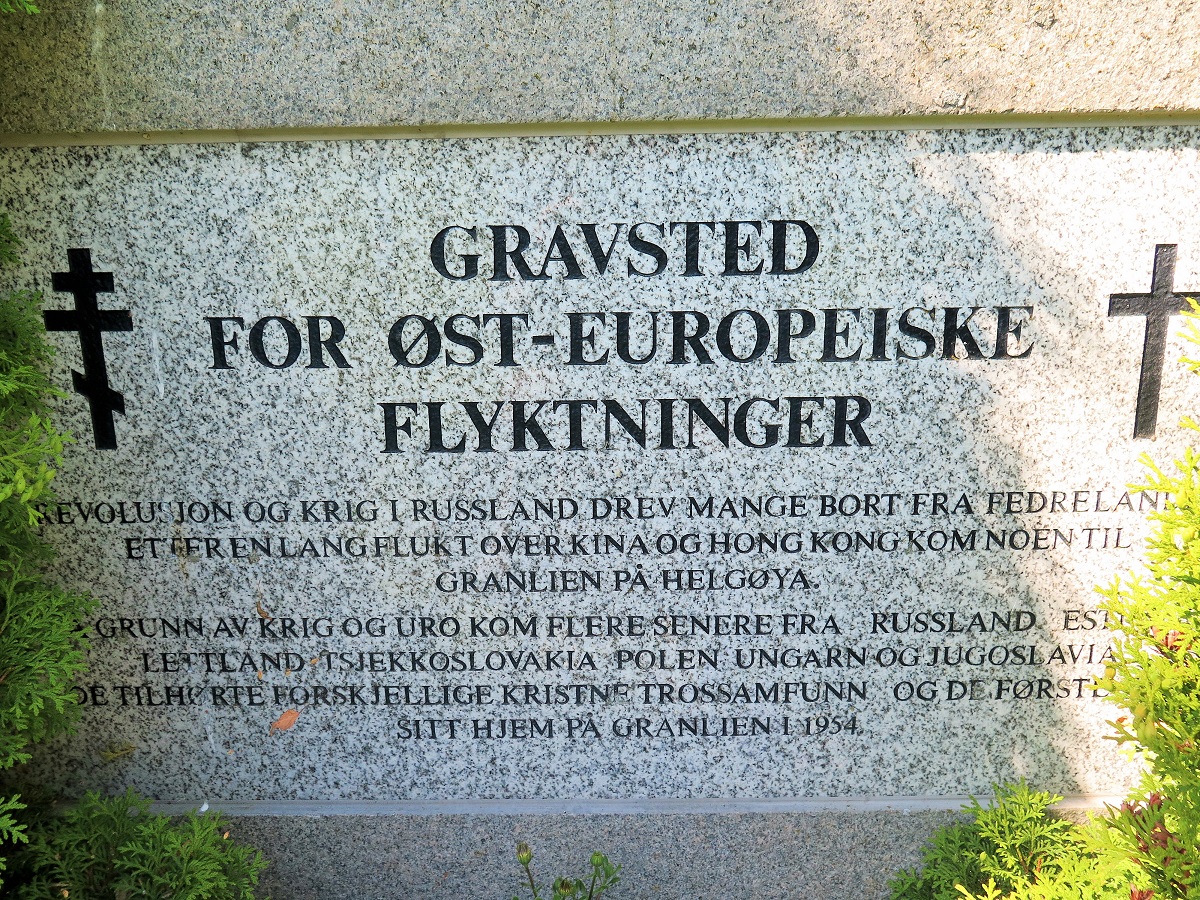 GRAVSTED
FOR ØST-EUROPEISKE
FLYKTNINGER
REVOLUSJON OG KRIG I RUSSLAND DREV MANGE BORT FRA FEDRELAND
ETTER EN LANG FLUKT OVER KINA OG HONG KONG KOM NOEN TIL
GRANLIEN PÅ HELGØYA.
GRUNN AV KRIG OG URO KOM FLERE SENERE FRA RUSSLAND
LETTLAND TSJEKKOSLOVAKIA POLEN UNGARN OG JUGOSLAVIA
DE TILHØRTE FORSKJELLIGE KRISTNE TROSSAMFUNN OG DE FØRSTE
SITT HJEM PÅ GRANLIEN I 1954.